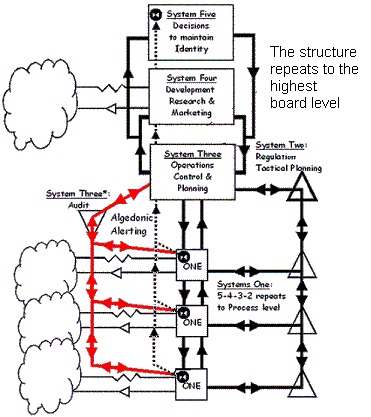 System Five
Decisions
to maintain
Identity
The structure
repeats to the
highest
board level
System Four
Development
Research &
Marketing
System Two:
Regulation
Tactical Planning
System Three
Operations
Control &
Planning
System Three*:
Audit
Algedonic
Alerting
ONE
Systems One:
5-4-3-2 repeats
to Process level
ONE
ONE